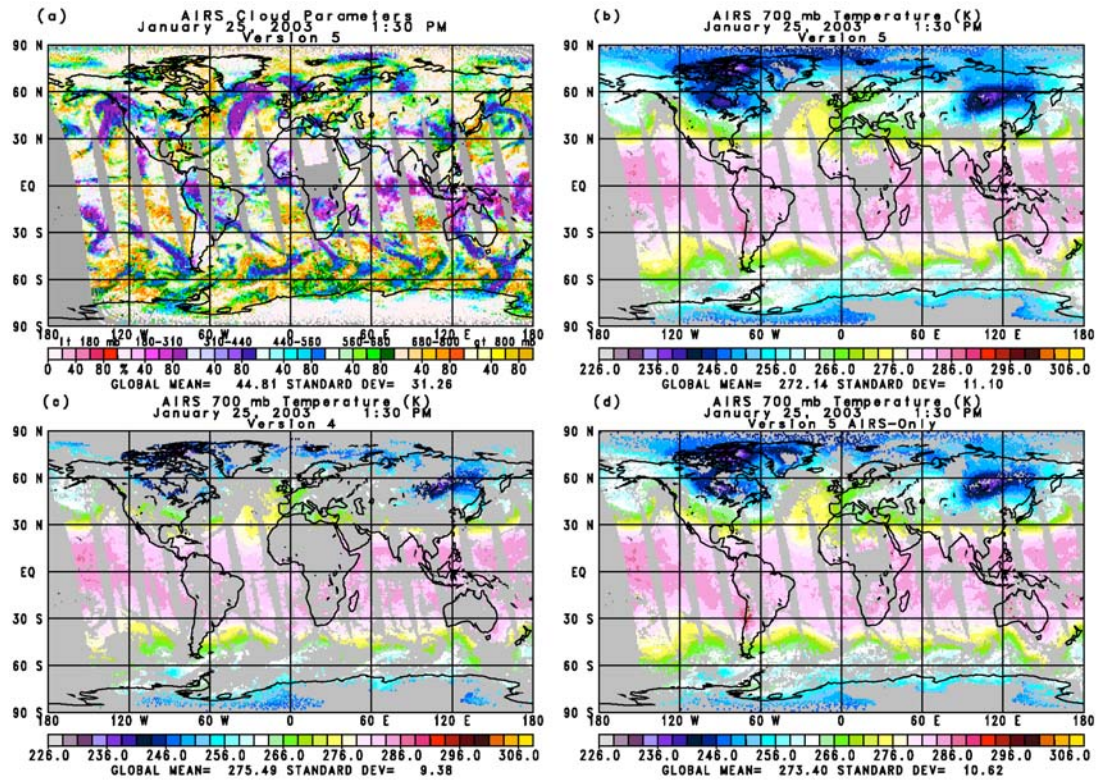 (a) AIRS Cloud Parameters
January 25, 2003 1:30 PM
Version 5
90 N
60 N
30 N
EQ
30 S
60 S
90 S
180 120 W 60 W 0 60 E 120 E 180
lt 180 mb 180-310 310-440 440-560 560-680 680-800 gt 800 mb
0 40 80 % 40 80 40 80 40 80 40 80 40 80 40 80
GLOBAL MEAN= 44.81 STANDARD DEV= 31.26
(b) AIRS 700 mb Temperature (K)
January 25, 2003 1:30 PM
Version 5
90 N
60 N
30 N
EQ
30 S
60 S
90 S
180 120 W 60 W 0 60 E 120 E 180
226.0 236.0 246.0 256.0 266.0 276.0 286.0 296.0 306.0
GLOBAL MEAN= 272.14 STANDARD DEV= 11.10
(c) AIRS 700 mb Temperature (K)
January 25, 2003 1:30 PM
Version 4
90 N
60 N
30 N
EQ
30 S
60 S
90 S
180 120 W 60 W 0 60 E 120 E 180
226.0 236.0 246.0 256.0 266.0 276.0 286.0 296.0 306.0
GLOBAL MEAN= 275.49 STANDARD DEV= 9.38
(d) AIRS 700 mb Temperature (K)
January 25, 2003 1:30 PM
Version 5 AIRS-Only
90 N
60 N
30 N
EQ
30 S
60 S
90 S
180 120 W 60 W 0 60 E 120 E 180
226.0 236.0 246.0 256.0 266.0 276.0 286.0 296.0 306.0
GLOBAL MEAN= 273.40 STANDARD DEV= 10.62